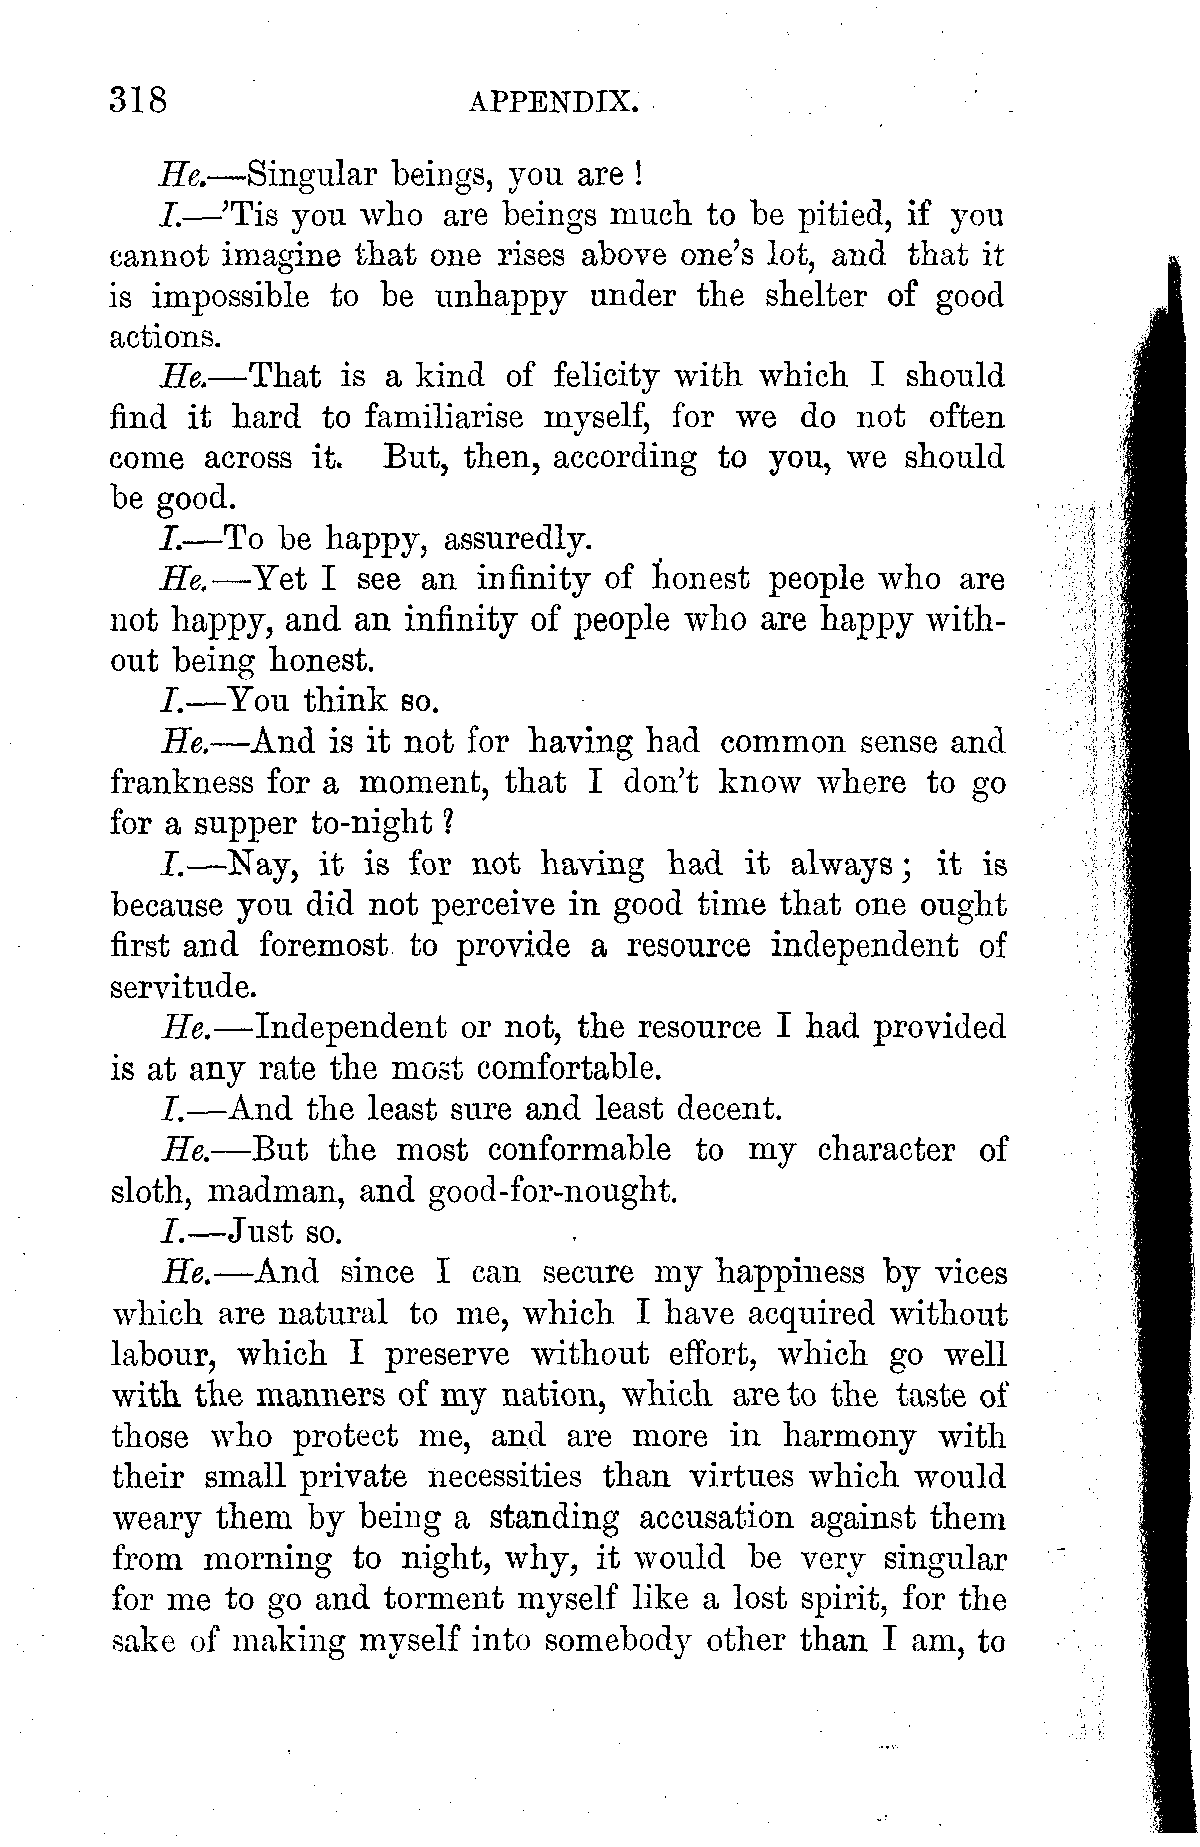 318 APPENDIX.
He.—Singular beings, you are !
I.—'Tis you who are beings much to be pitied, if you
cannot imagine that one rises above one's lot, and that it
is impossible to be unhappy under the shelter of good
actions.
He.—That is a kind of felicity with which I should
find it hard to familiarise myself, for we do not often
come across it. But, then, according to you, we should
be good.
I.—To be happy, assuredly.
He.—Yet I see an infinity of honest people who are
not happy, and an infinity of people who are happy with-
out being honest.
I.—You think so.
He.—And is it not for having had common sense and
frankness for a moment, that I don't know where to go
for a supper to-night ?
I.—Nay, it is for not having had it always ; it is
because you did not perceive in good time that one ought
first and foremost to provide a resource independent of
servitude.
He.—Independent or not, the resource I had provided
is at any rate the most comfortable.
I.—And the least sure and least decent.
He.—But the most conformable to my character of
sloth, madman, and good-for-nought.
I.—Just so.
He.—And since I can secure my happiness by vices
which are natural to me, which I have acquired without
labour, which I preserve without effort, which go well
with the manners of my nation, which are to the taste of
those who protect me, and are more in harmony with
their small private necessities than virtues which would
weary them by being a standing accusation against them
from morning to night, why, it would be very singular
for me to go and torment myself like a lost spirit, for the
sake of making myself into somebody other than I am, to